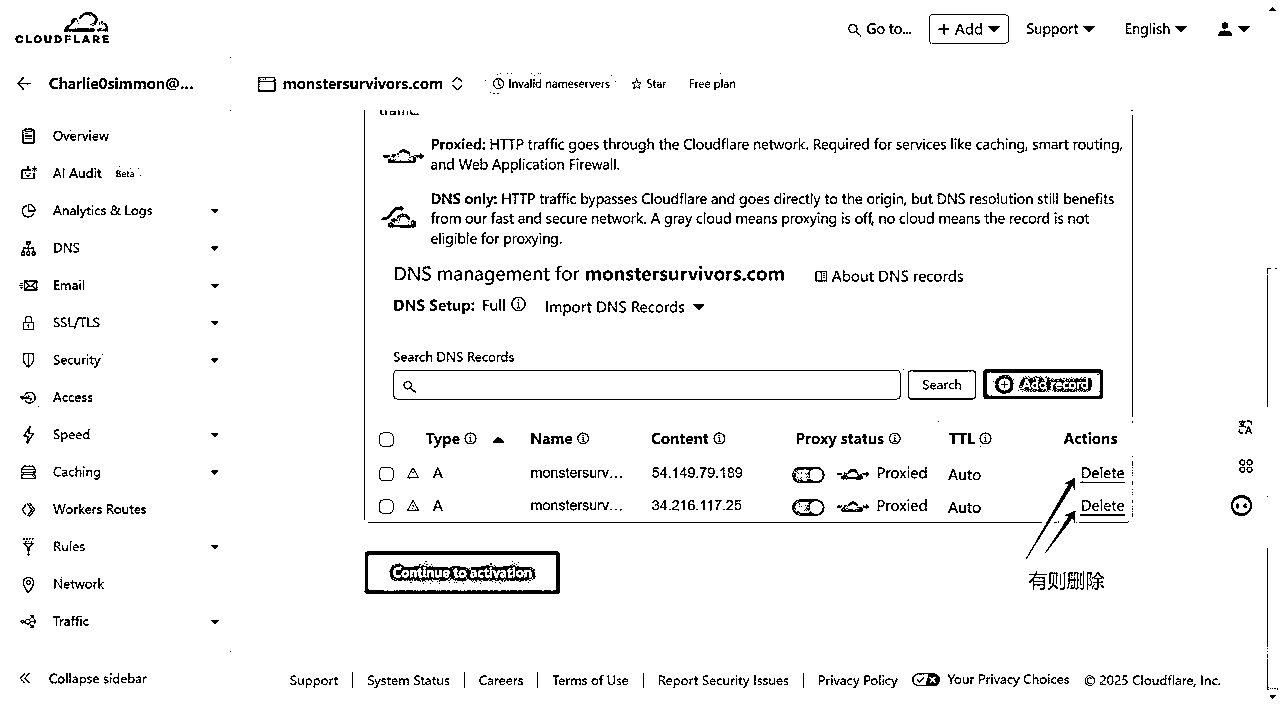 CLOUDFLARE
Go to...
+ Add
Support
English
Charlie0simmon@...
monstersurvivors.com
Invalid nameservers
Star
Free plan
Overview
AI Audit Beta
Analytics & Logs
DNS
Email
SSL/TLS
Security
Access
Speed
Caching
Workers Routes
Rules
Network
Traffic
Collapse sidebar
traffic.
Proxied: HTTP traffic goes through the Cloudflare network. Required for services like caching, smart routing,
and Web Application Firewall.
DNS only: HTTP traffic bypasses Cloudflare and goes directly to the origin, but DNS resolution still benefits
from our fast and secure network. A gray cloud means proxying is off, no cloud means the record is not
eligible for proxying.
DNS management for monstersurvivors.com
About DNS records
DNS Setup: Full
Import DNS Records
Search DNS Records
Search
Add record
Type Name Content Proxy status TTL Actions
A monstersurv... 54.149.79.189 Proxied Auto Delete
A monstersurv... 34.216.117.25 Proxied Auto Delete
有则删除
Continue to activation
Support | System Status | Careers | Terms of Use | Report Security Issues | Privacy Policy | Your Privacy Choices © 2025 Cloudflare, Inc.